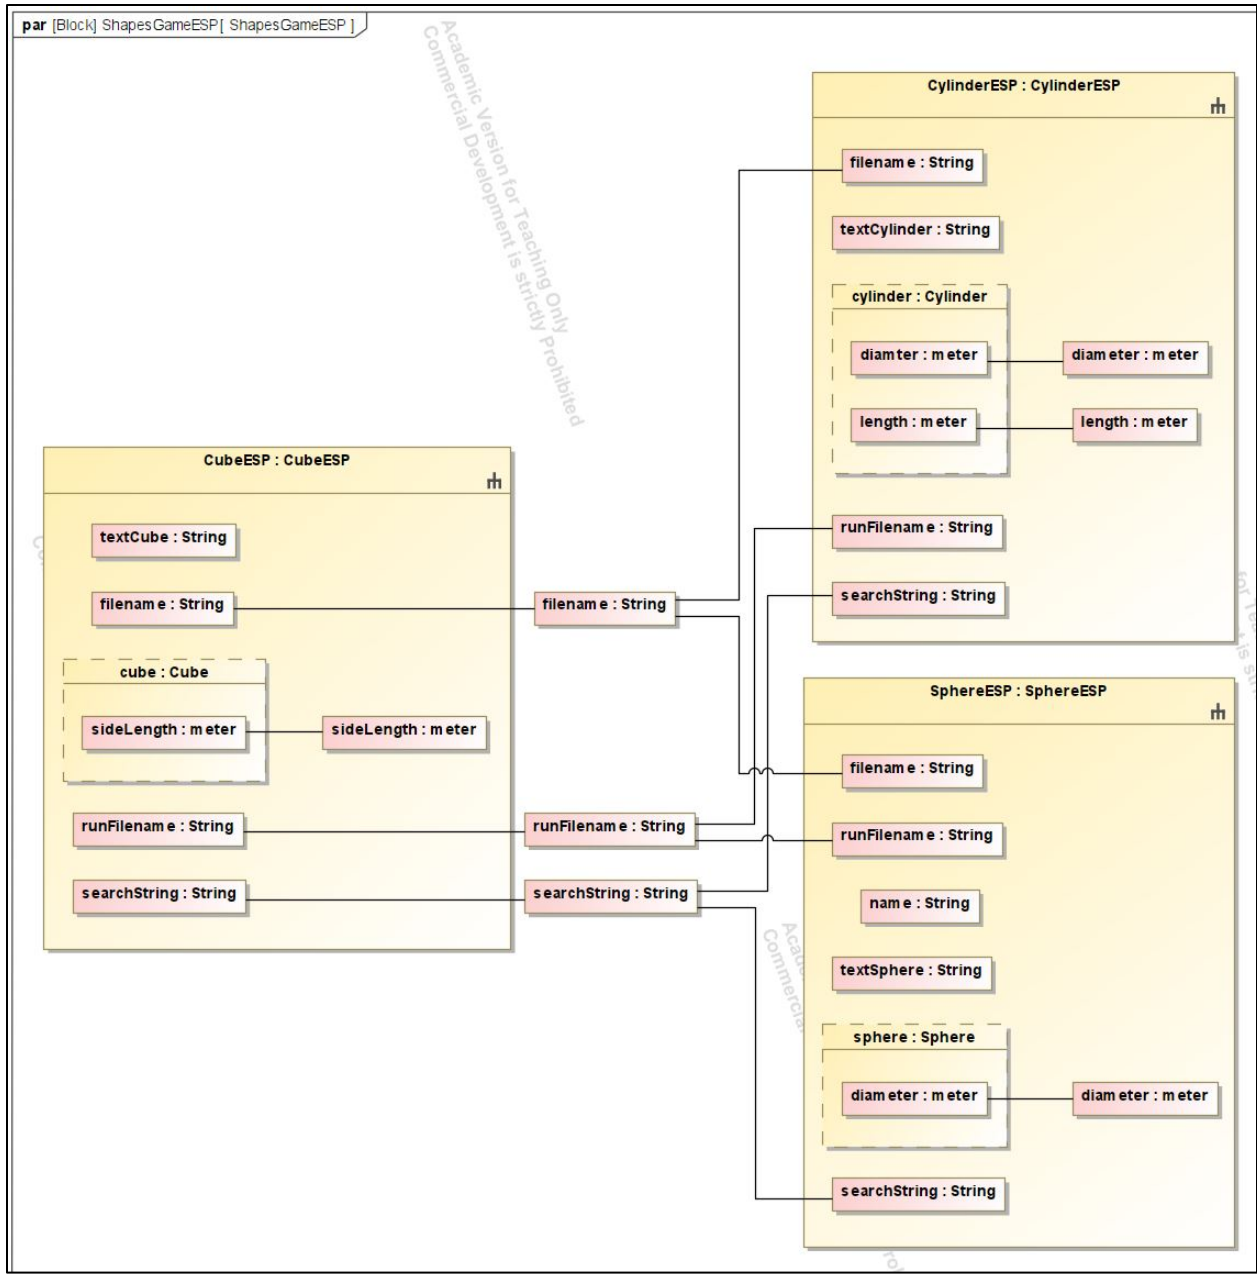 par [Block] ShapesGameESP[ ShapesGameESP ]
Academic Version for Teaching Only
Commercial Development is strictly Prohibited
CylinderESP : CylinderESP
filename : String
textCylinder : String
cylinder : Cylinder
diamter : meter
diameter : meter
length : meter
length : meter
runFilename : String
searchString : String
CubeESP : CubeESP
textCube : String
filename : String
filename : String
cube : Cube
sideLength : meter
sideLength : meter
runFilename : String
runFilename : String
searchString : String
searchString : String
SphereESP : SphereESP
filename : String
runFilename : String
name : String
textSphere : String
sphere : Sphere
diameter : meter
diameter : meter
searchString : String